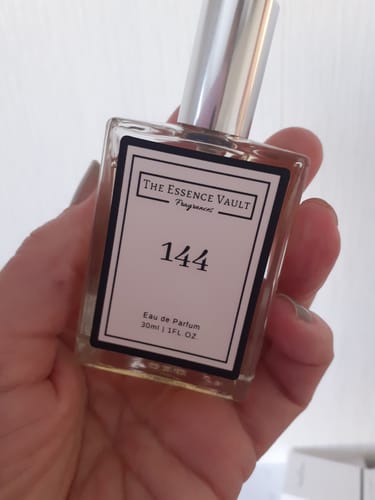 THE ESSENCE VAULT
Fragrances
144
Eau de Parfum
30ml | 1FL OZ